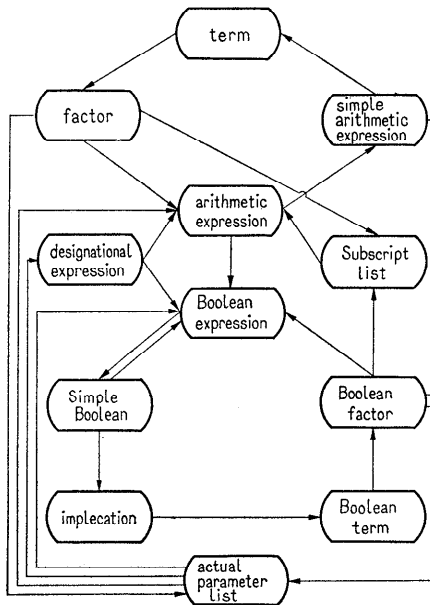 term
factor
simple
arithmetic
expression
arithmetic
expression
designational
expression
Subscript
list
Boolean
expression
Simple
Boolean
Boolean
factor
implecation
Boolean
term
actual
parameter
list